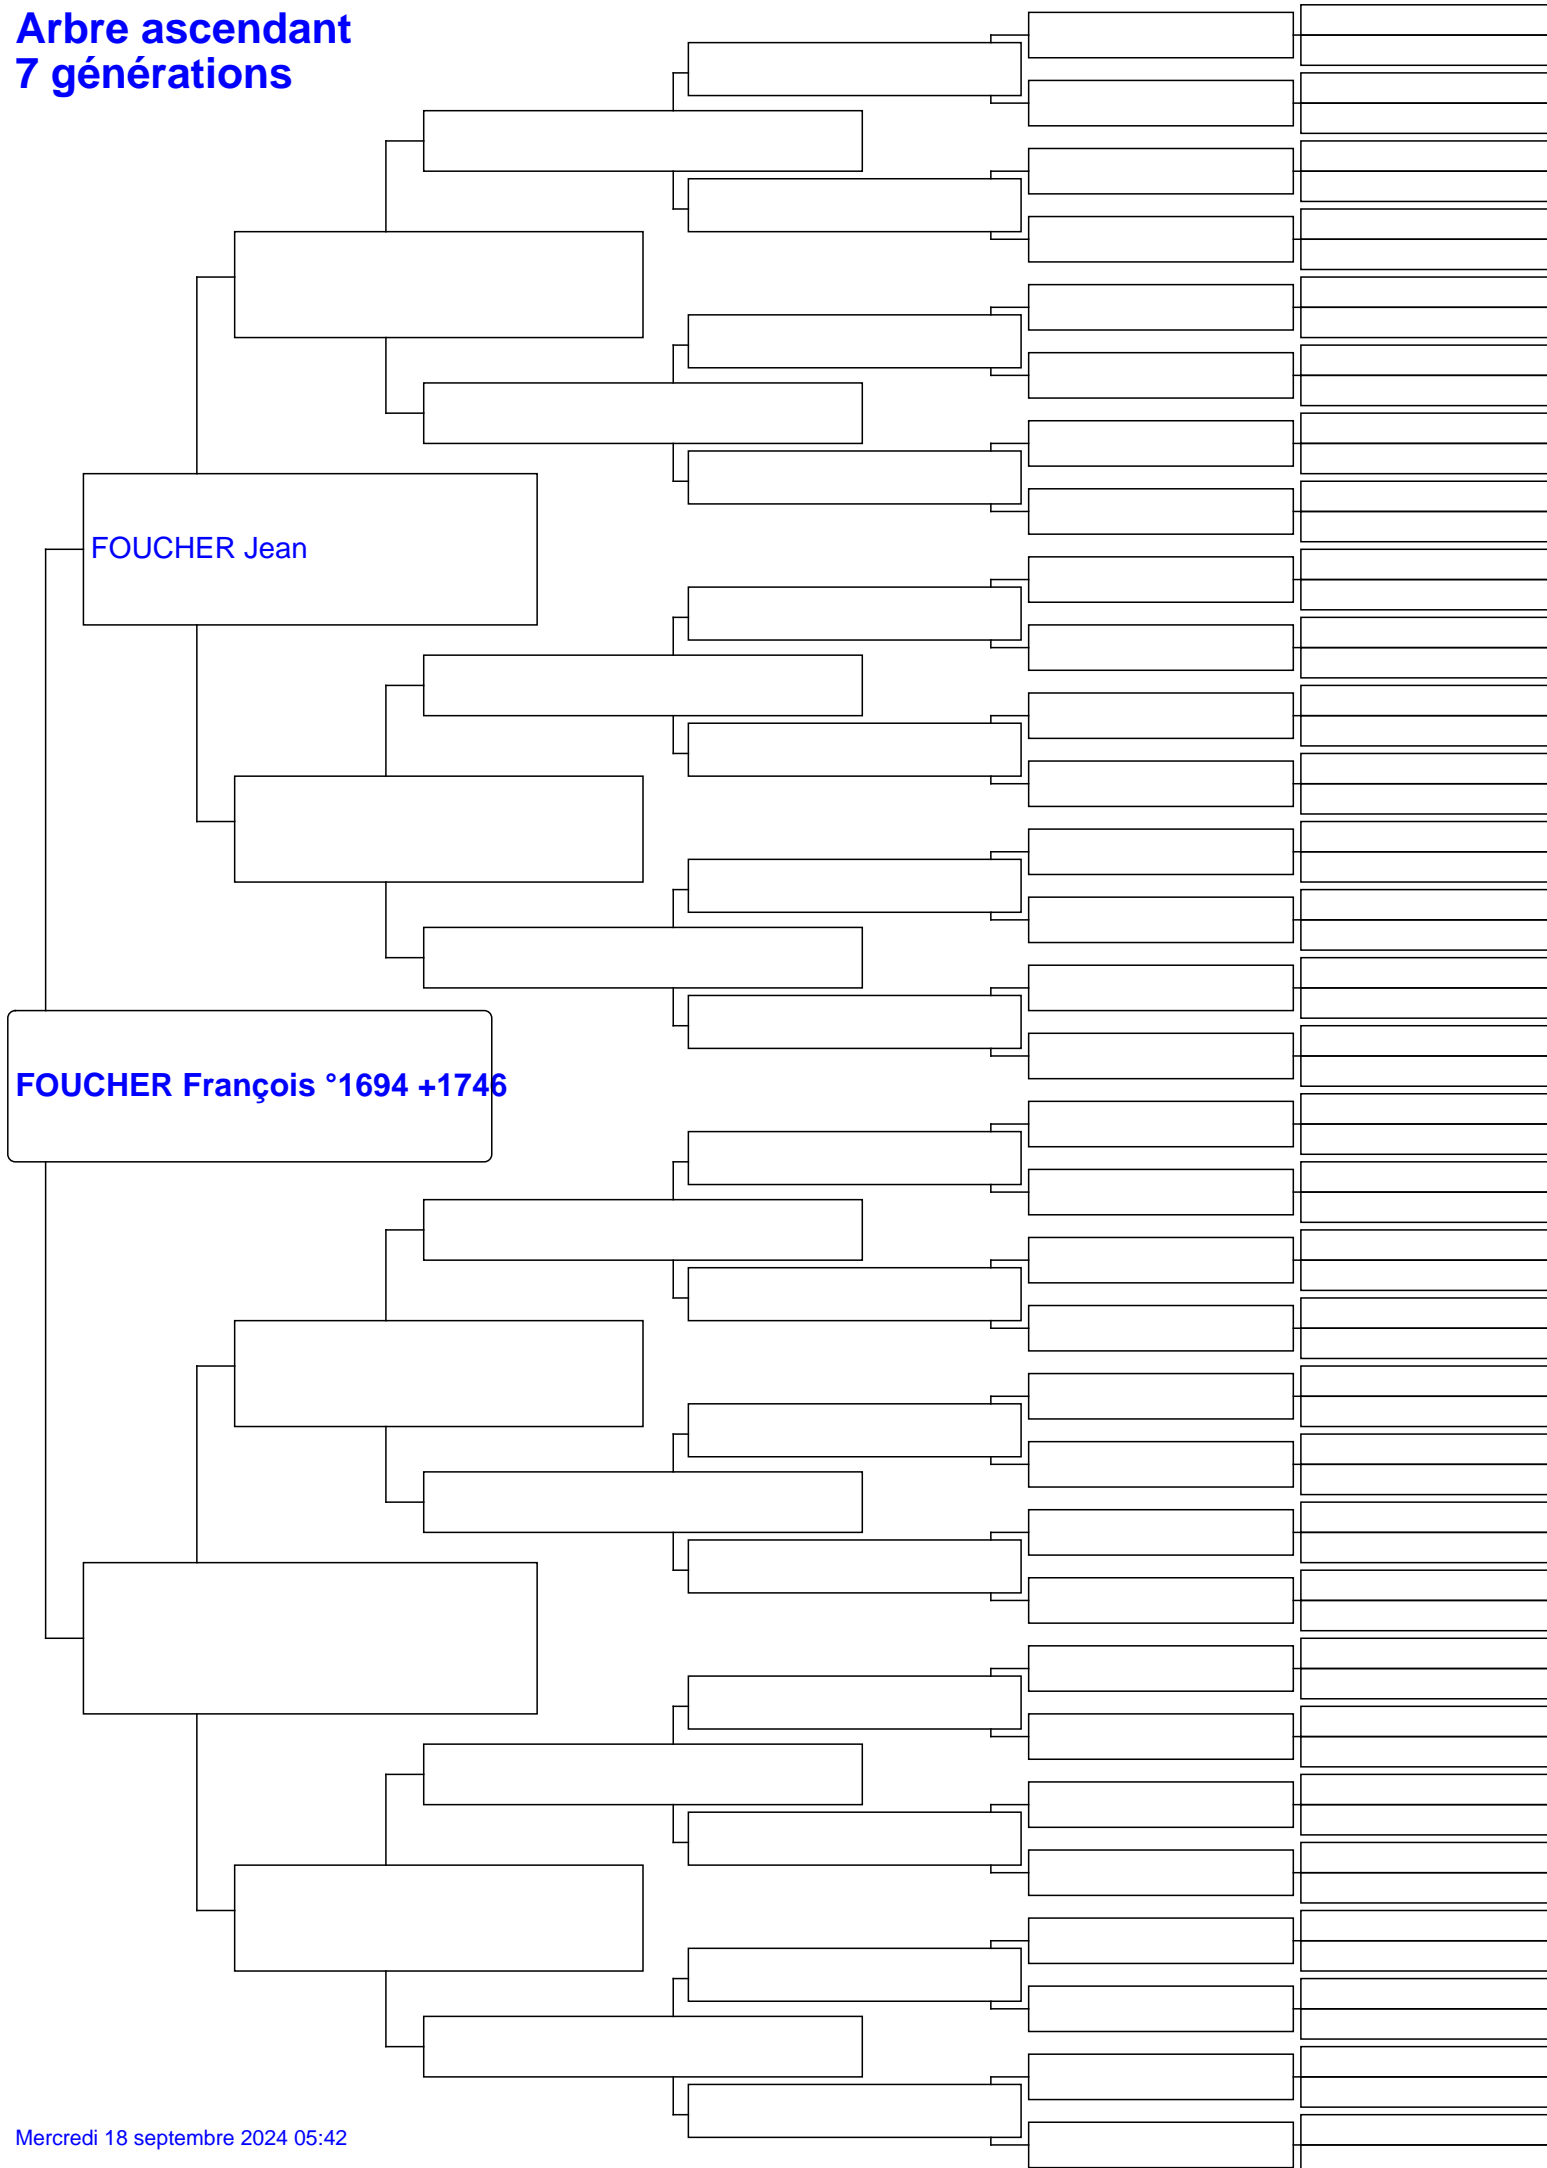 Arbre ascendant
7 générations
FOUCHER Jean
FOUCHER François °1694 +1746
Mercredi 18 septembre 2024 05:42